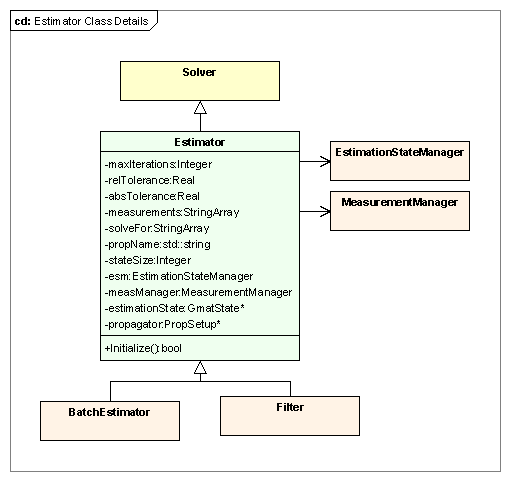 cd: Estimator Class Details
Solver
Estimator
-maxIterations:Integer
-relTolerance:Real
-absTolerance:Real
-measurements:StringArray
-solveFor:StringArray
-propName:std::string
-stateSize:Integer
-esm:EstimationStateManager
-measManager:MeasurementManager
-estimationState:GmatState*
-propagator:PropSetup*
+Initialize():bool
EstimationStateManager
MeasurementManager
BatchEstimator
Filter